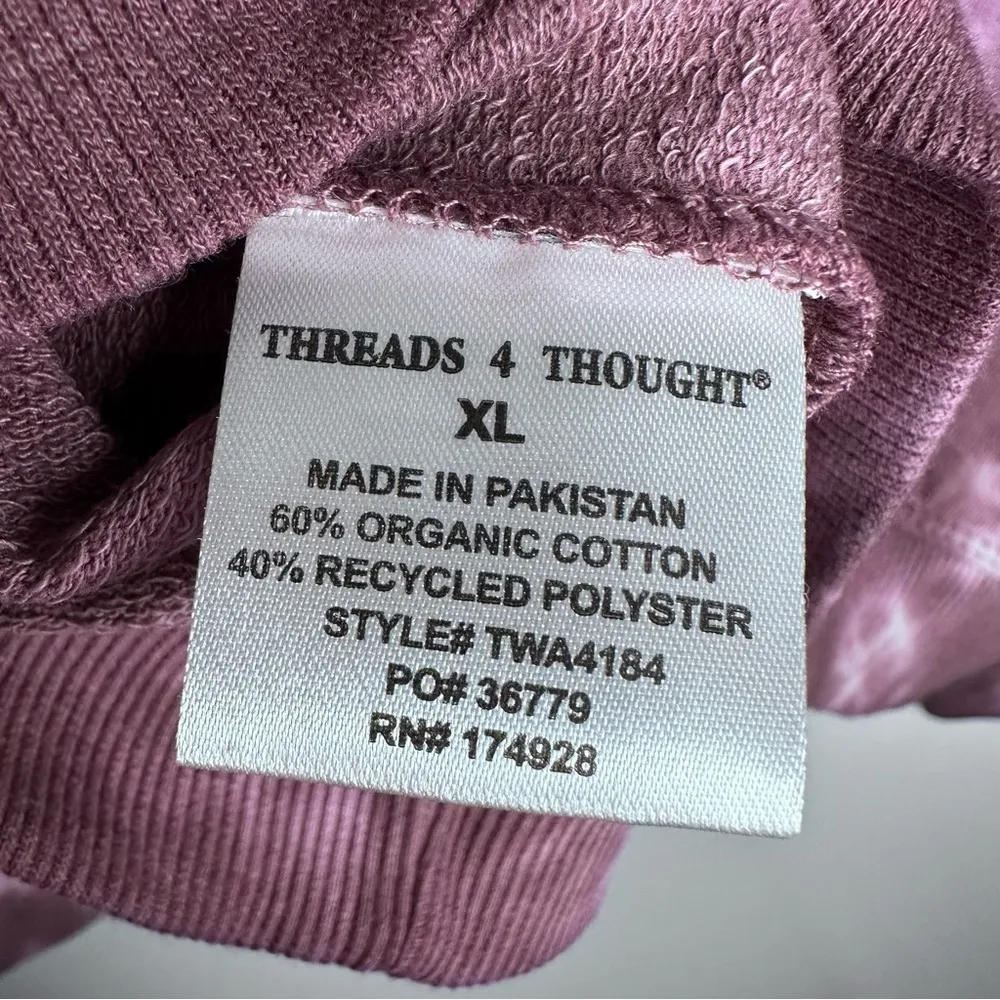 THREADS 4 THOUGHT®
XL
MADE IN PAKISTAN
60% ORGANIC COTTON
40% RECYCLED POLYSTER
STYLE# TWA4184
PO# 36779
RN# 174928